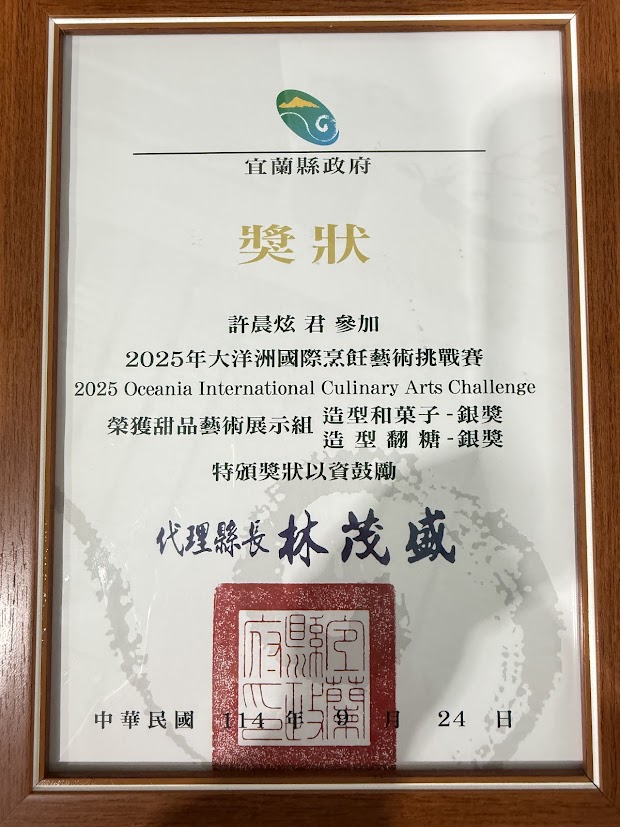 宜蘭縣政府
獎狀
許晨炫 君 參加
2025年大洋洲國際烹飪藝術挑戰賽
2025 Oceania International Culinary Arts Challenge
榮獲甜品藝術展示組 造型和菓子-銀獎
造型翻糖-銀獎
特頒獎狀以資鼓勵
代理縣長 林茂盛
宜蘭縣政府印
中華民國 114 年 9 月 24 日